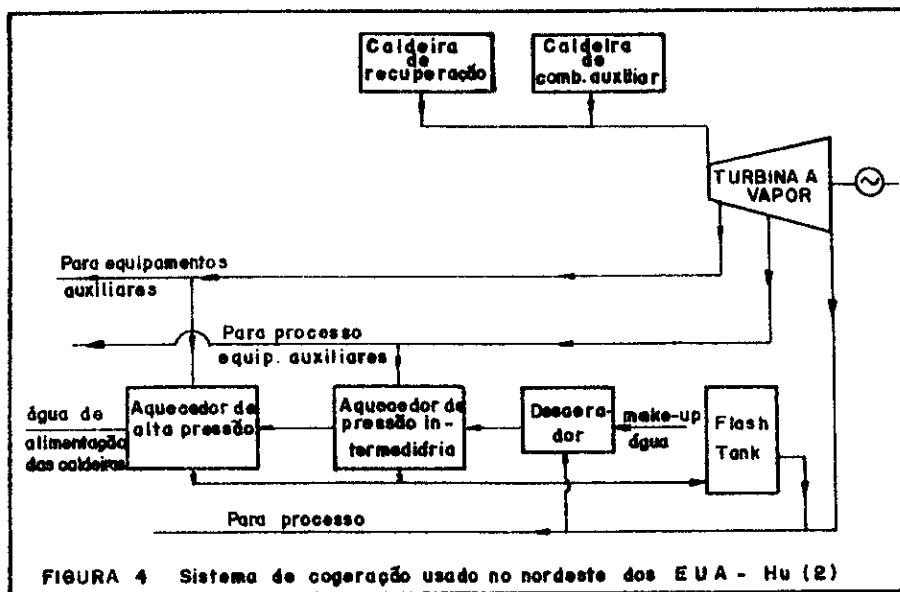 Caldeira
de
recuperação
Caldeira
de
comb. auxiliar
TURBINA A
VAPOR
Para equipamentos
auxiliares
Para processo
equip. auxiliares
água de
alimentação
das caldeiras
Aquecedor de
alta pressão
Aquecedor de
pressão in-
termediária
Desaera-
dor
make-up
água
Flash
Tank
Para processo
FIGURA 4 Sistema de cogeração usado no nordeste dos EUA - Hu (2)